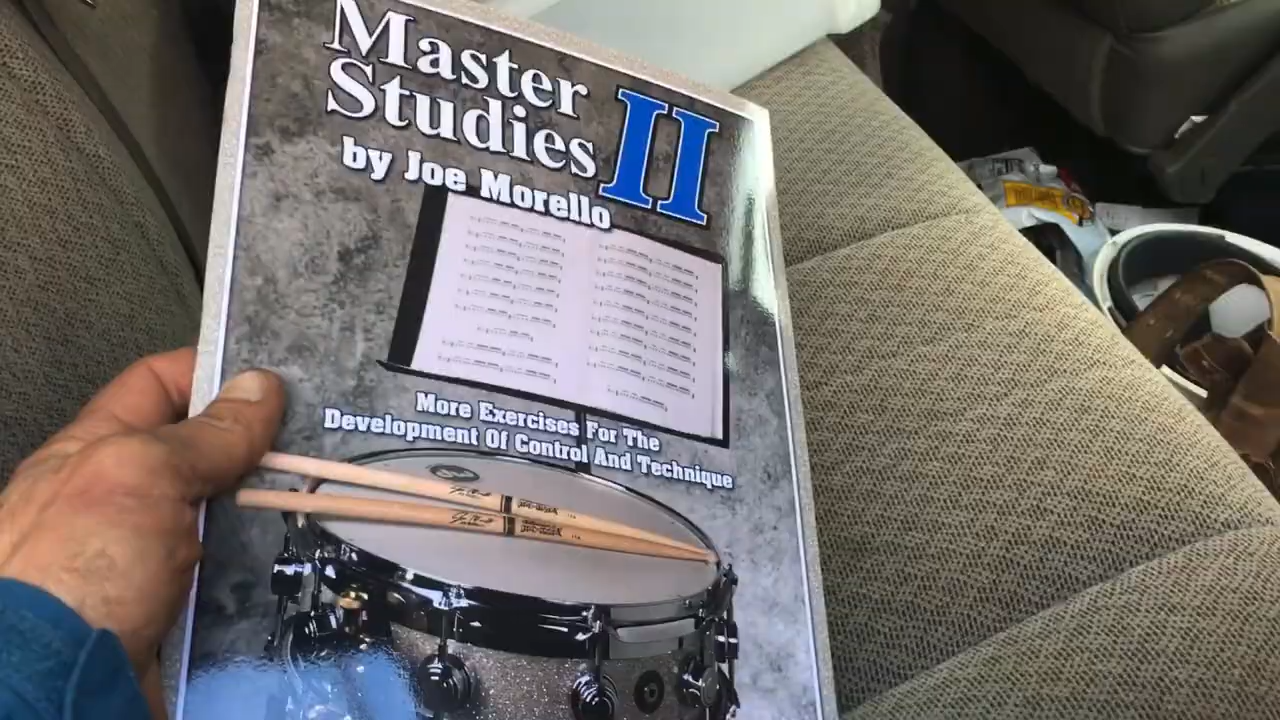 Master
Studies II
by Joe Morello
More Exercises For The
Development Of Control And Technique